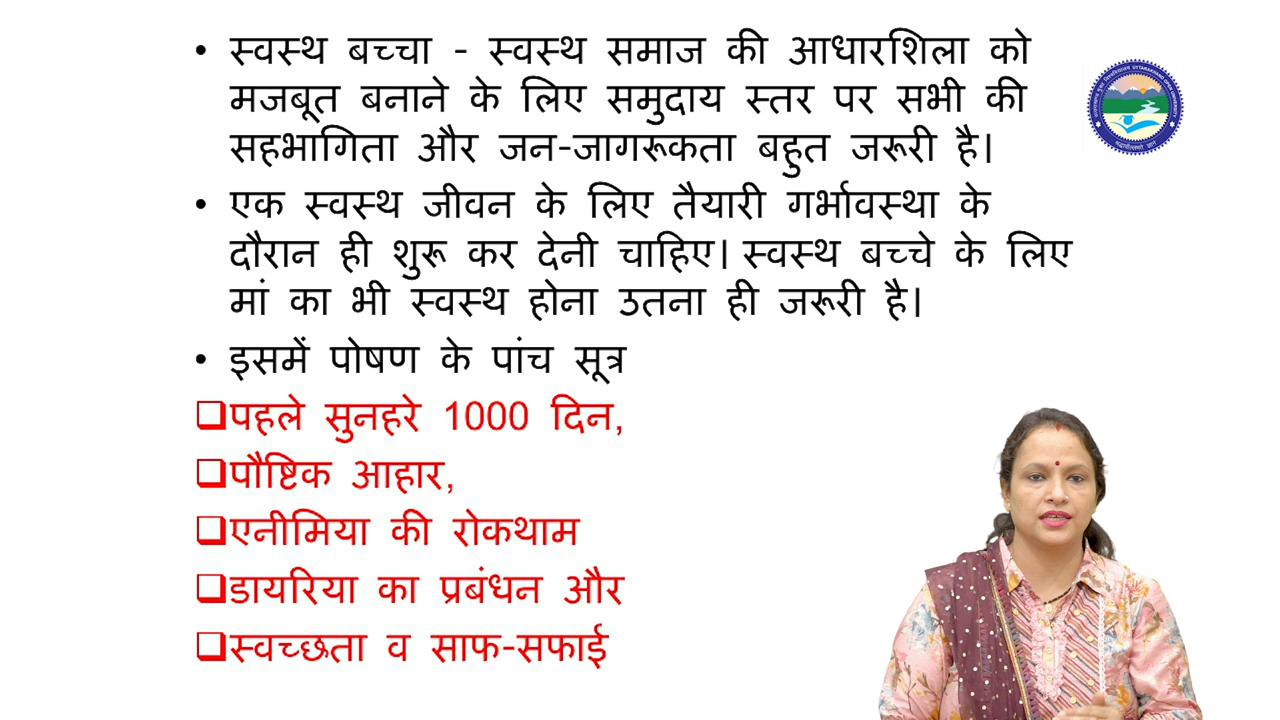 • स्वस्थ बच्चा - स्वस्थ समाज की आधारशिला को
मजबूत बनाने के लिए समुदाय स्तर पर सभी की
सहभागिता और जन-जागरूकता बहुत जरूरी है।
• एक स्वस्थ जीवन के लिए तैयारी गर्भावस्था के
दौरान ही शुरू कर देनी चाहिए। स्वस्थ बच्चे के लिए
मां का भी स्वस्थ होना उतना ही जरूरी है।
• इसमें पोषण के पांच सूत्र
❑पहले सुनहरे 1000 दिन,
❑पौष्टिक आहार,
❑एनीमिया की रोकथाम
❑डायरिया का प्रबंधन और
❑स्वच्छता व साफ-सफाई